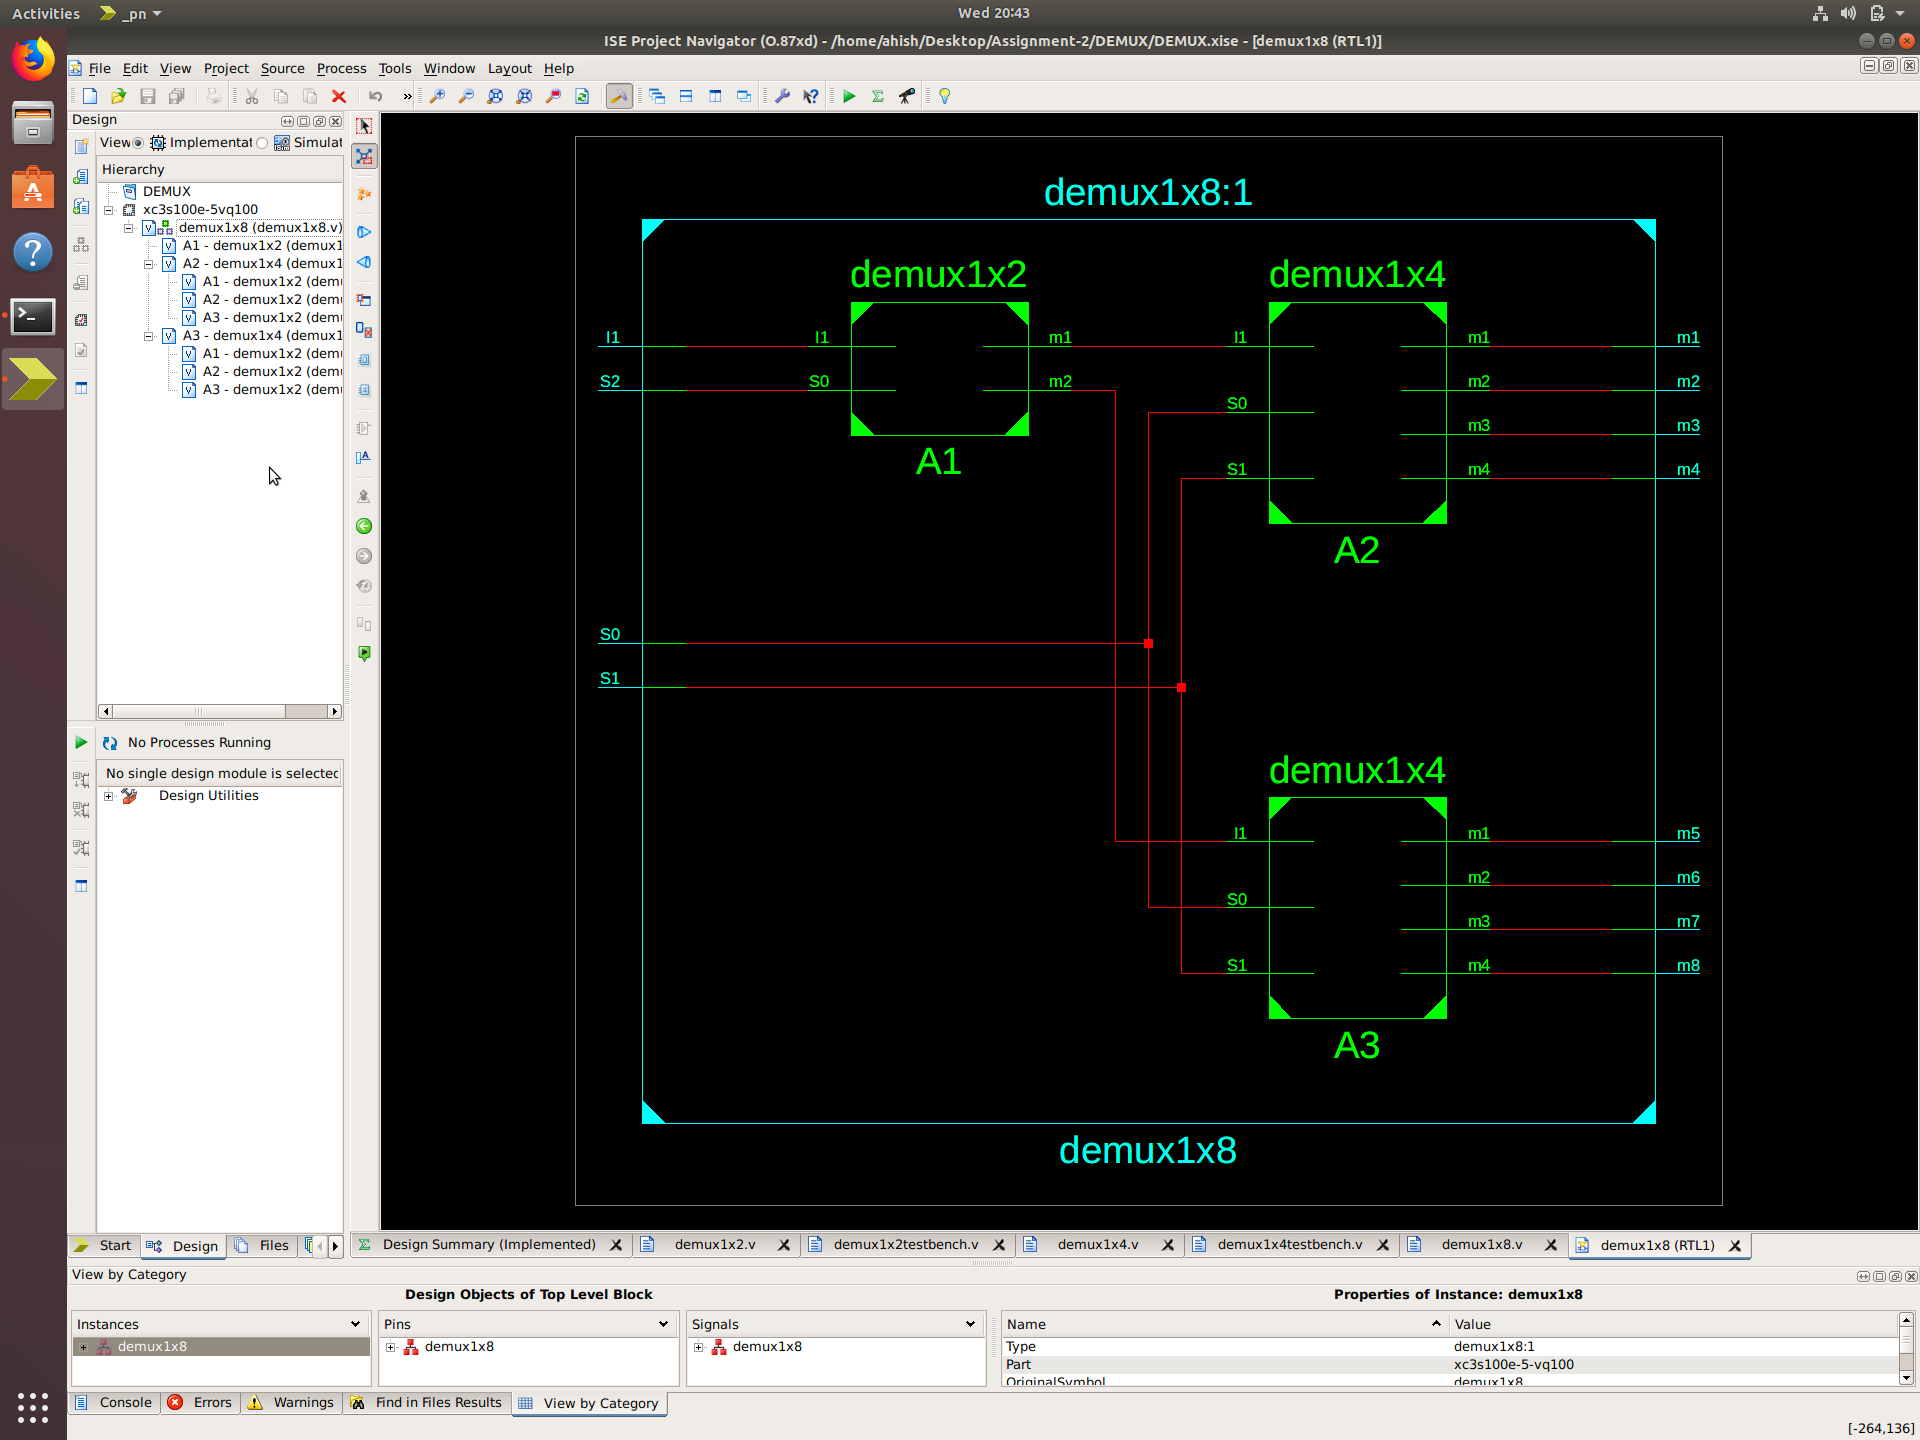 Activities
_pn
Wed 20:43
ISE Project Navigator (O.87xd) - /home/ahish/Desktop/Assignment-2/DEMUX/DEMUX.xise - [demux1x8 (RTL1)]
File Edit View Project Source Process Tools Window Layout Help
Design
View Implementat Simulat
Hierarchy
DEMUX
xc3s100e-5vq100
demux1x8 (demux1x8.v)
A1 - demux1x2 (demux1
A2 - demux1x4 (demux1
A1 - demux1x2 (dem
A2 - demux1x2 (dem
A3 - demux1x2 (dem
A3 - demux1x4 (demux1
A1 - demux1x2 (dem
A2 - demux1x2 (dem
A3 - demux1x2 (dem
No Processes Running
No single design module is selected
Design Utilities
Start Design Files
demux1x8:1
demux1x2 demux1x4
I1 I1 m1 I1 m1 m1
S2 S0 m2 m2 m2
S0 m3 m3
S1 m4 m4
A1
A2
S0
S1
demux1x4
I1 m1 m5
m2 m6
S0 m3 m7
S1 m4 m8
A3
demux1x8
Design Summary (Implemented) demux1x2.v demux1x2testbench.v demux1x4.v demux1x4testbench.v demux1x8.v demux1x8 (RTL1)
View by Category
Design Objects of Top Level Block
Properties of Instance: demux1x8
Instances Pins Signals Name Value
demux1x8 demux1x8 demux1x8 Type demux1x8:1
Part xc3s100e-5-vq100
OriginalSymbol demux1x8
Console Errors Warnings Find in Files Results View by Category
[-264,136]